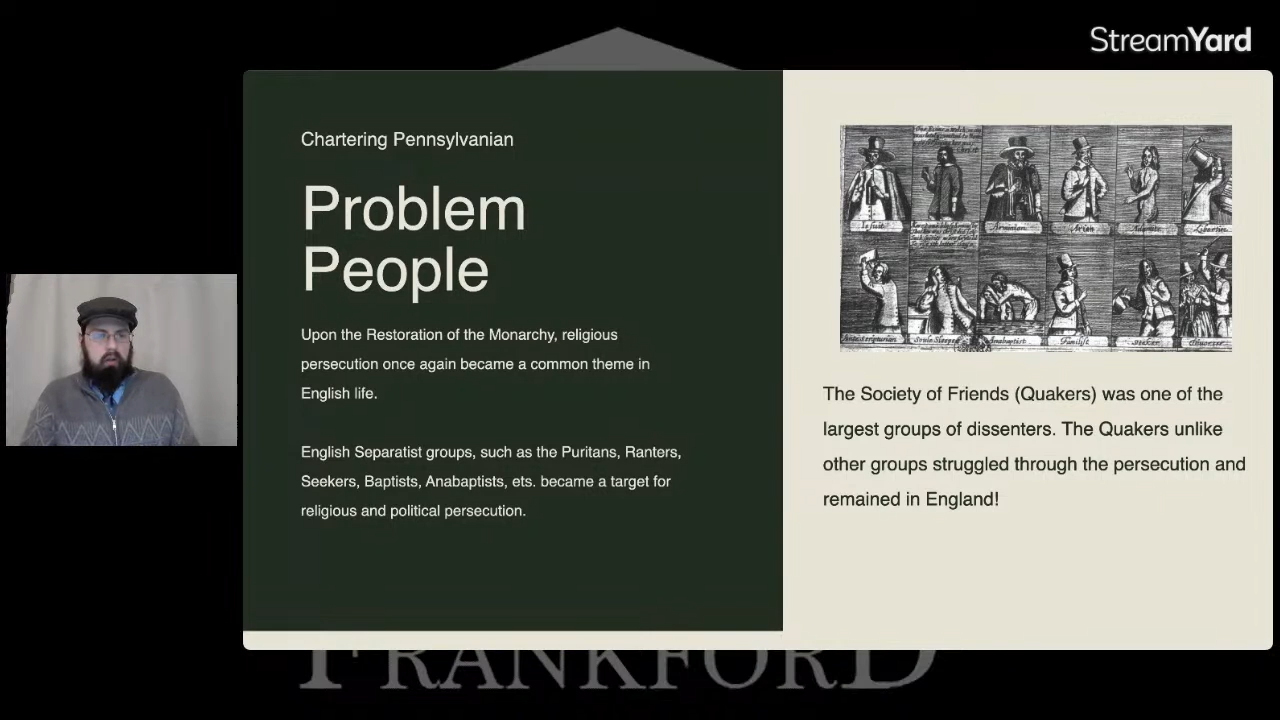 StreamYard
Chartering Pennsylvanian
Problem
People
Upon the Restoration of the Monarchy, religious
persecution once again became a common theme in
English life.
English Separatist groups, such as the Puritans, Ranters,
Seekers, Baptists, Anabaptists, ets. became a target for
religious and political persecution.
Arminian
Arian
Adamite
Libertin
Soule Sleeper
Anabaptist
Familist
Seeker
The Society of Friends (Quakers) was one of the
largest groups of dissenters. The Quakers unlike
other groups struggled through the persecution and
remained in England!
FRANKFORD